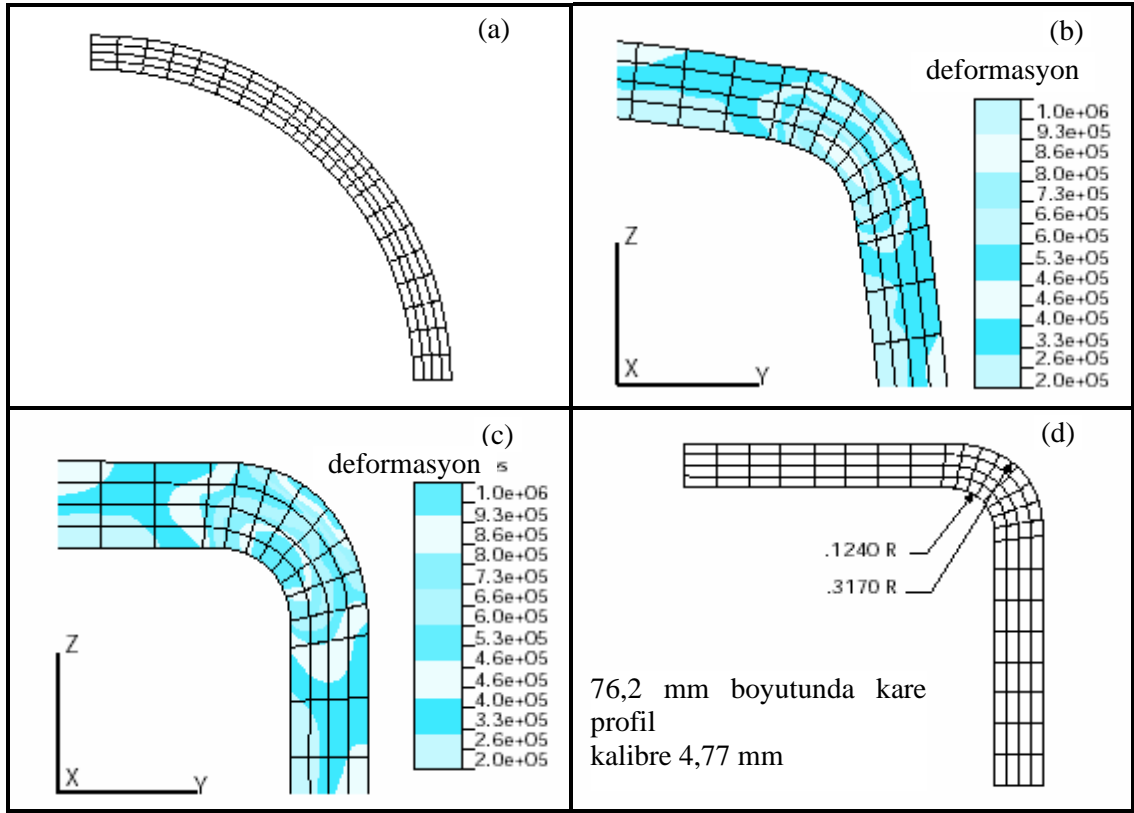 (a)
(b)
deformasyon
1.0e+06
9.3e+05
8.6e+05
8.0e+05
7.3e+05
6.6e+05
6.0e+05
5.3e+05
4.6e+05
4.6e+05
4.0e+05
3.3e+05
2.6e+05
2.0e+05
Z
X
Y
(c)
deformasyon
1.0e+06
9.3e+05
8.6e+05
8.0e+05
7.3e+05
6.6e+05
6.0e+05
5.3e+05
4.6e+05
4.6e+05
4.0e+05
3.3e+05
2.6e+05
2.0e+05
Z
X
Y
(d)
.1240 R
.3170 R
76,2 mm boyutunda kare
profil
kalibre 4,77 mm